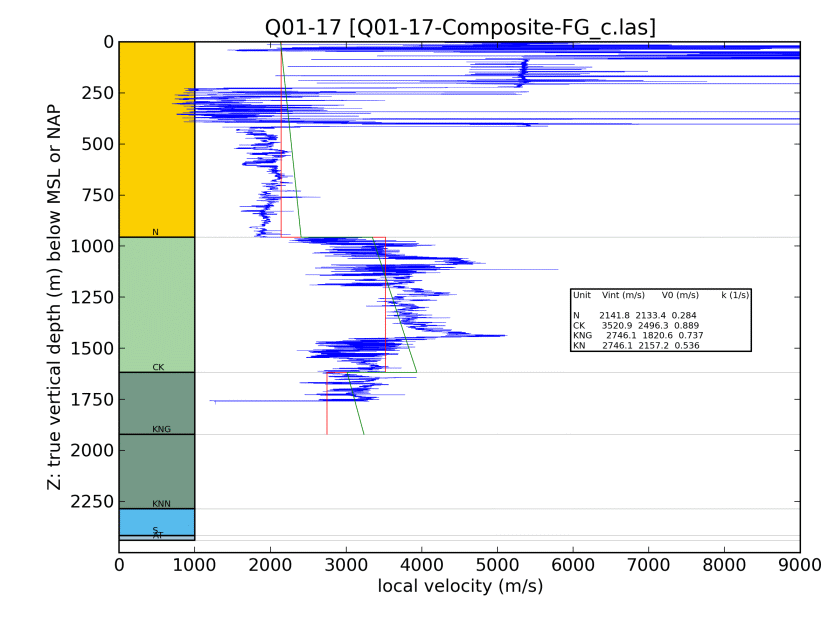 Q01-17 [Q01-17-Composite-FG_c.las]
Z: true vertical depth (m) below MSL or NAP
0
250
500
750
1000
1250
1500
1750
2000
2250
N
CK
KNG
KNN
S
AT
Unit Vint (m/s) V0 (m/s) k (1/s)
N 2141.8 2133.4 0.284
CK 3520.9 2496.3 0.889
KNG 2746.1 1820.6 0.737
KN 2746.1 2157.2 0.536
0 1000 2000 3000 4000 5000 6000 7000 8000 9000
local velocity (m/s)